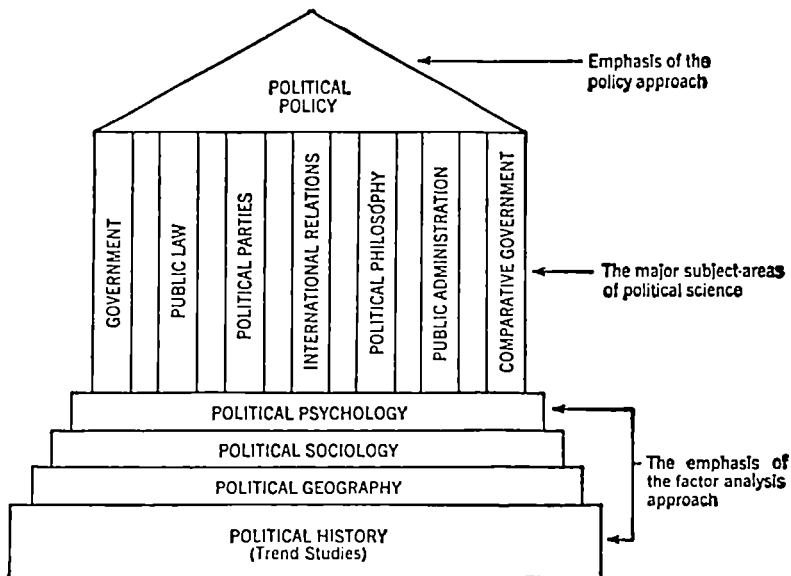 POLITICAL
POLICY
Emphasis of the
policy approach
GOVERNMENT
PUBLIC LAW
POLITICAL PARTIES
INTERNATIONAL RELATIONS
POLITICAL PHILOSOPHY
PUBLIC ADMINISTRATION
COMPARATIVE GOVERNMENT
The major subject-areas
of political science
POLITICAL PSYCHOLOGY
POLITICAL SOCIOLOGY
POLITICAL GEOGRAPHY
POLITICAL HISTORY
(Trend Studies)
The emphasis of
the factor analysis
approach